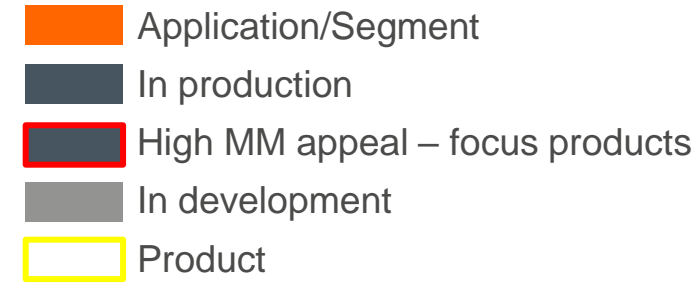 Application/Segment
In production
High MM appeal – focus products
In development
Product